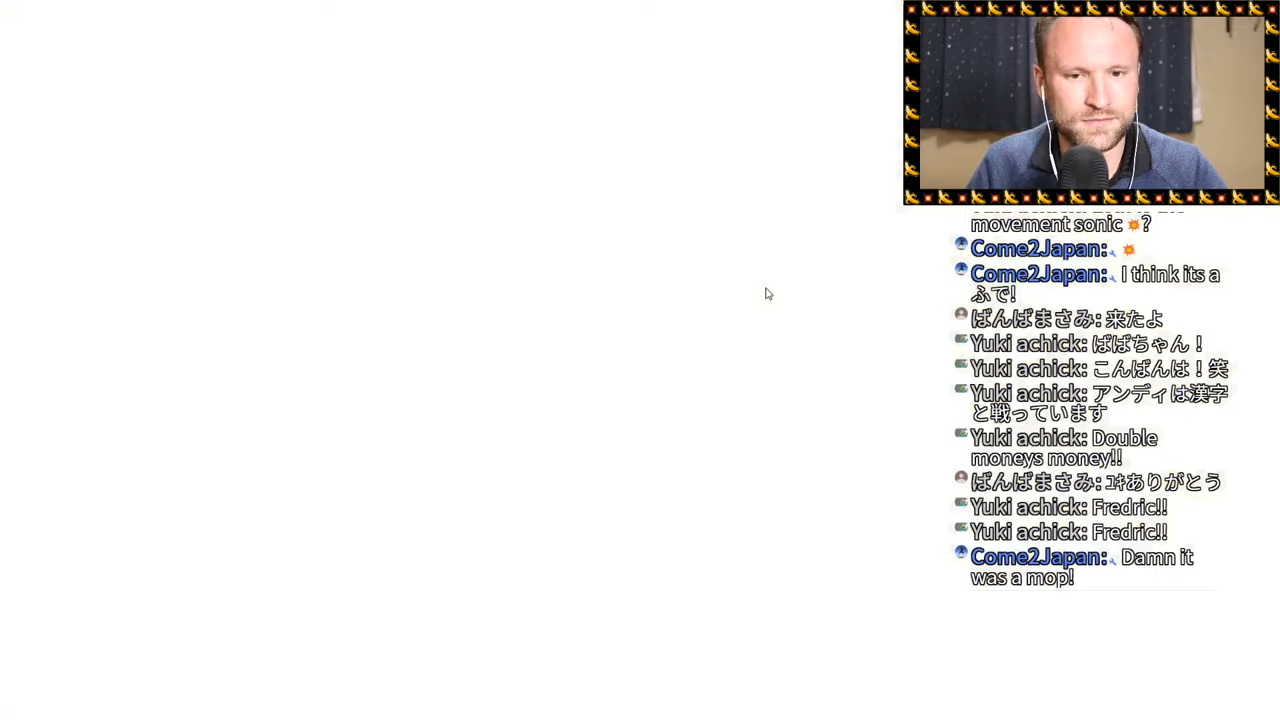 movement sonic 💥?
Come2Japan: 💥
Come2Japan: I think its a
ふで!
ばんばまさみ: 来たよ
Yuki achick: ばばちゃん！
Yuki achick: こんばんは！笑
Yuki achick: アンディは漢字
と戦っています
Yuki achick: Double
moneys money!!
ばんばまさみ: ﾕｷありがとう
Yuki achick: Fredric!!
Yuki achick: Fredric!!
Come2Japan: Damn it
was a mop!